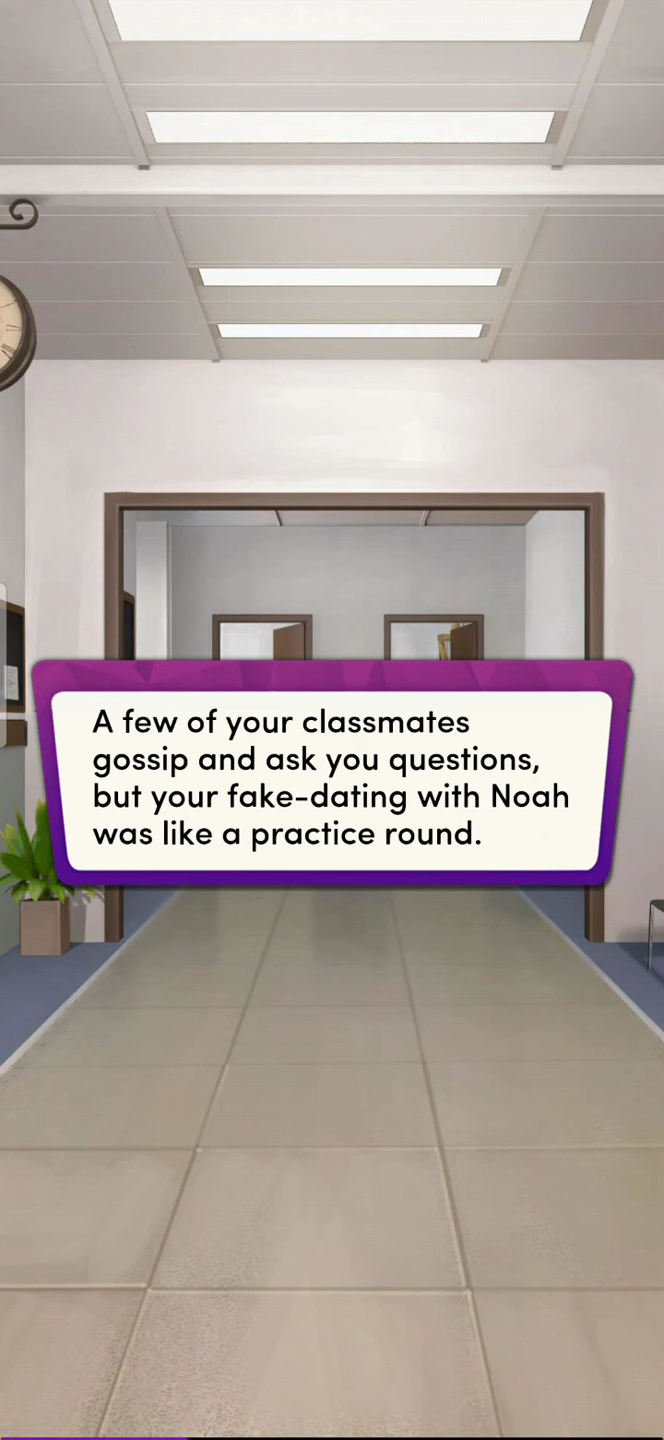 A few of your classmates
gossip and ask you questions,
but your fake-dating with Noah
was like a practice round.